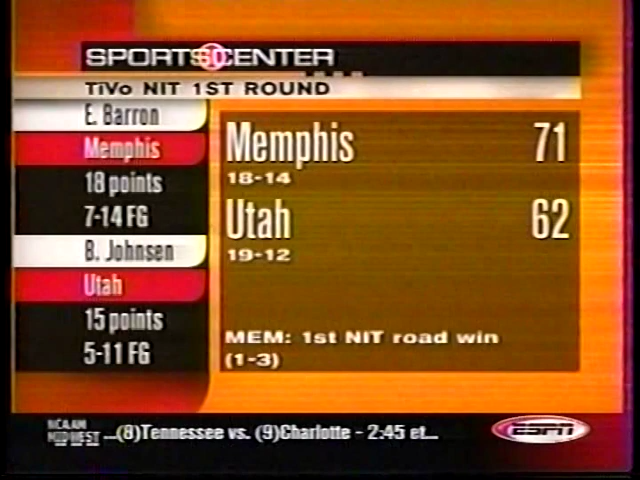 SPORTSCENTER
TiVo NIT 1ST ROUND
E. Barron
Memphis
18 points
7-14 FG
B. Johnsen
Utah
15 points
5-11 FG
Memphis 71
18-14
Utah 62
19-12
MEM: 1st NIT road win
(1-3)
NCAAM
MIDWEST ...(8)Tennessee vs. (9)Charlotte - 2:45 et...
ESPN